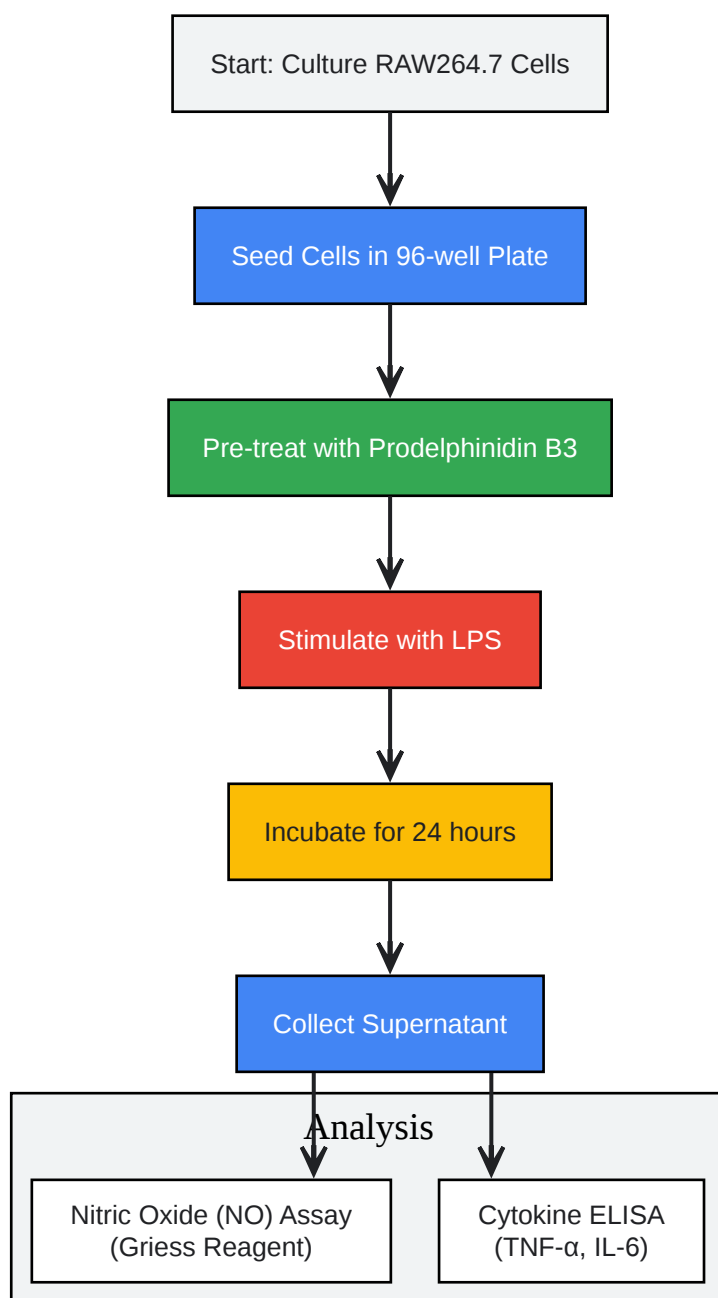 Start: Culture RAW264.7 Cells
Seed Cells in 96-well Plate
Pre-treat with Prodelphinidin B3
Stimulate with LPS
Incubate for 24 hours
Collect Supernatant
Analysis
Nitric Oxide (NO) Assay
(Griess Reagent)
Cytokine ELISA
(TNF-α, IL-6)